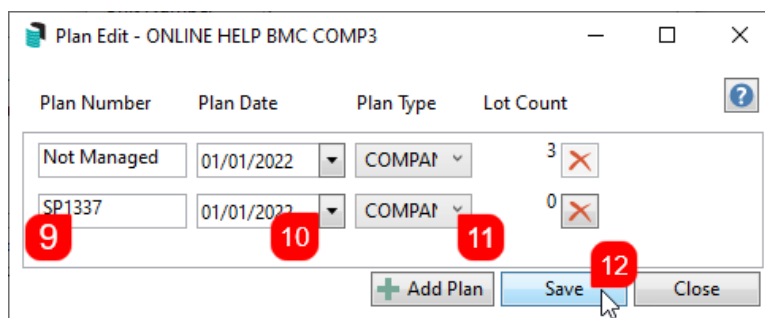 Plan Edit - ONLINE HELP BMC COMP3
Plan Number Plan Date Plan Type Lot Count
Not Managed 01/01/2022 COMPAN 3
SP1337 01/01/2022 COMPAN 0
9 10 11
12
Add Plan Save Close